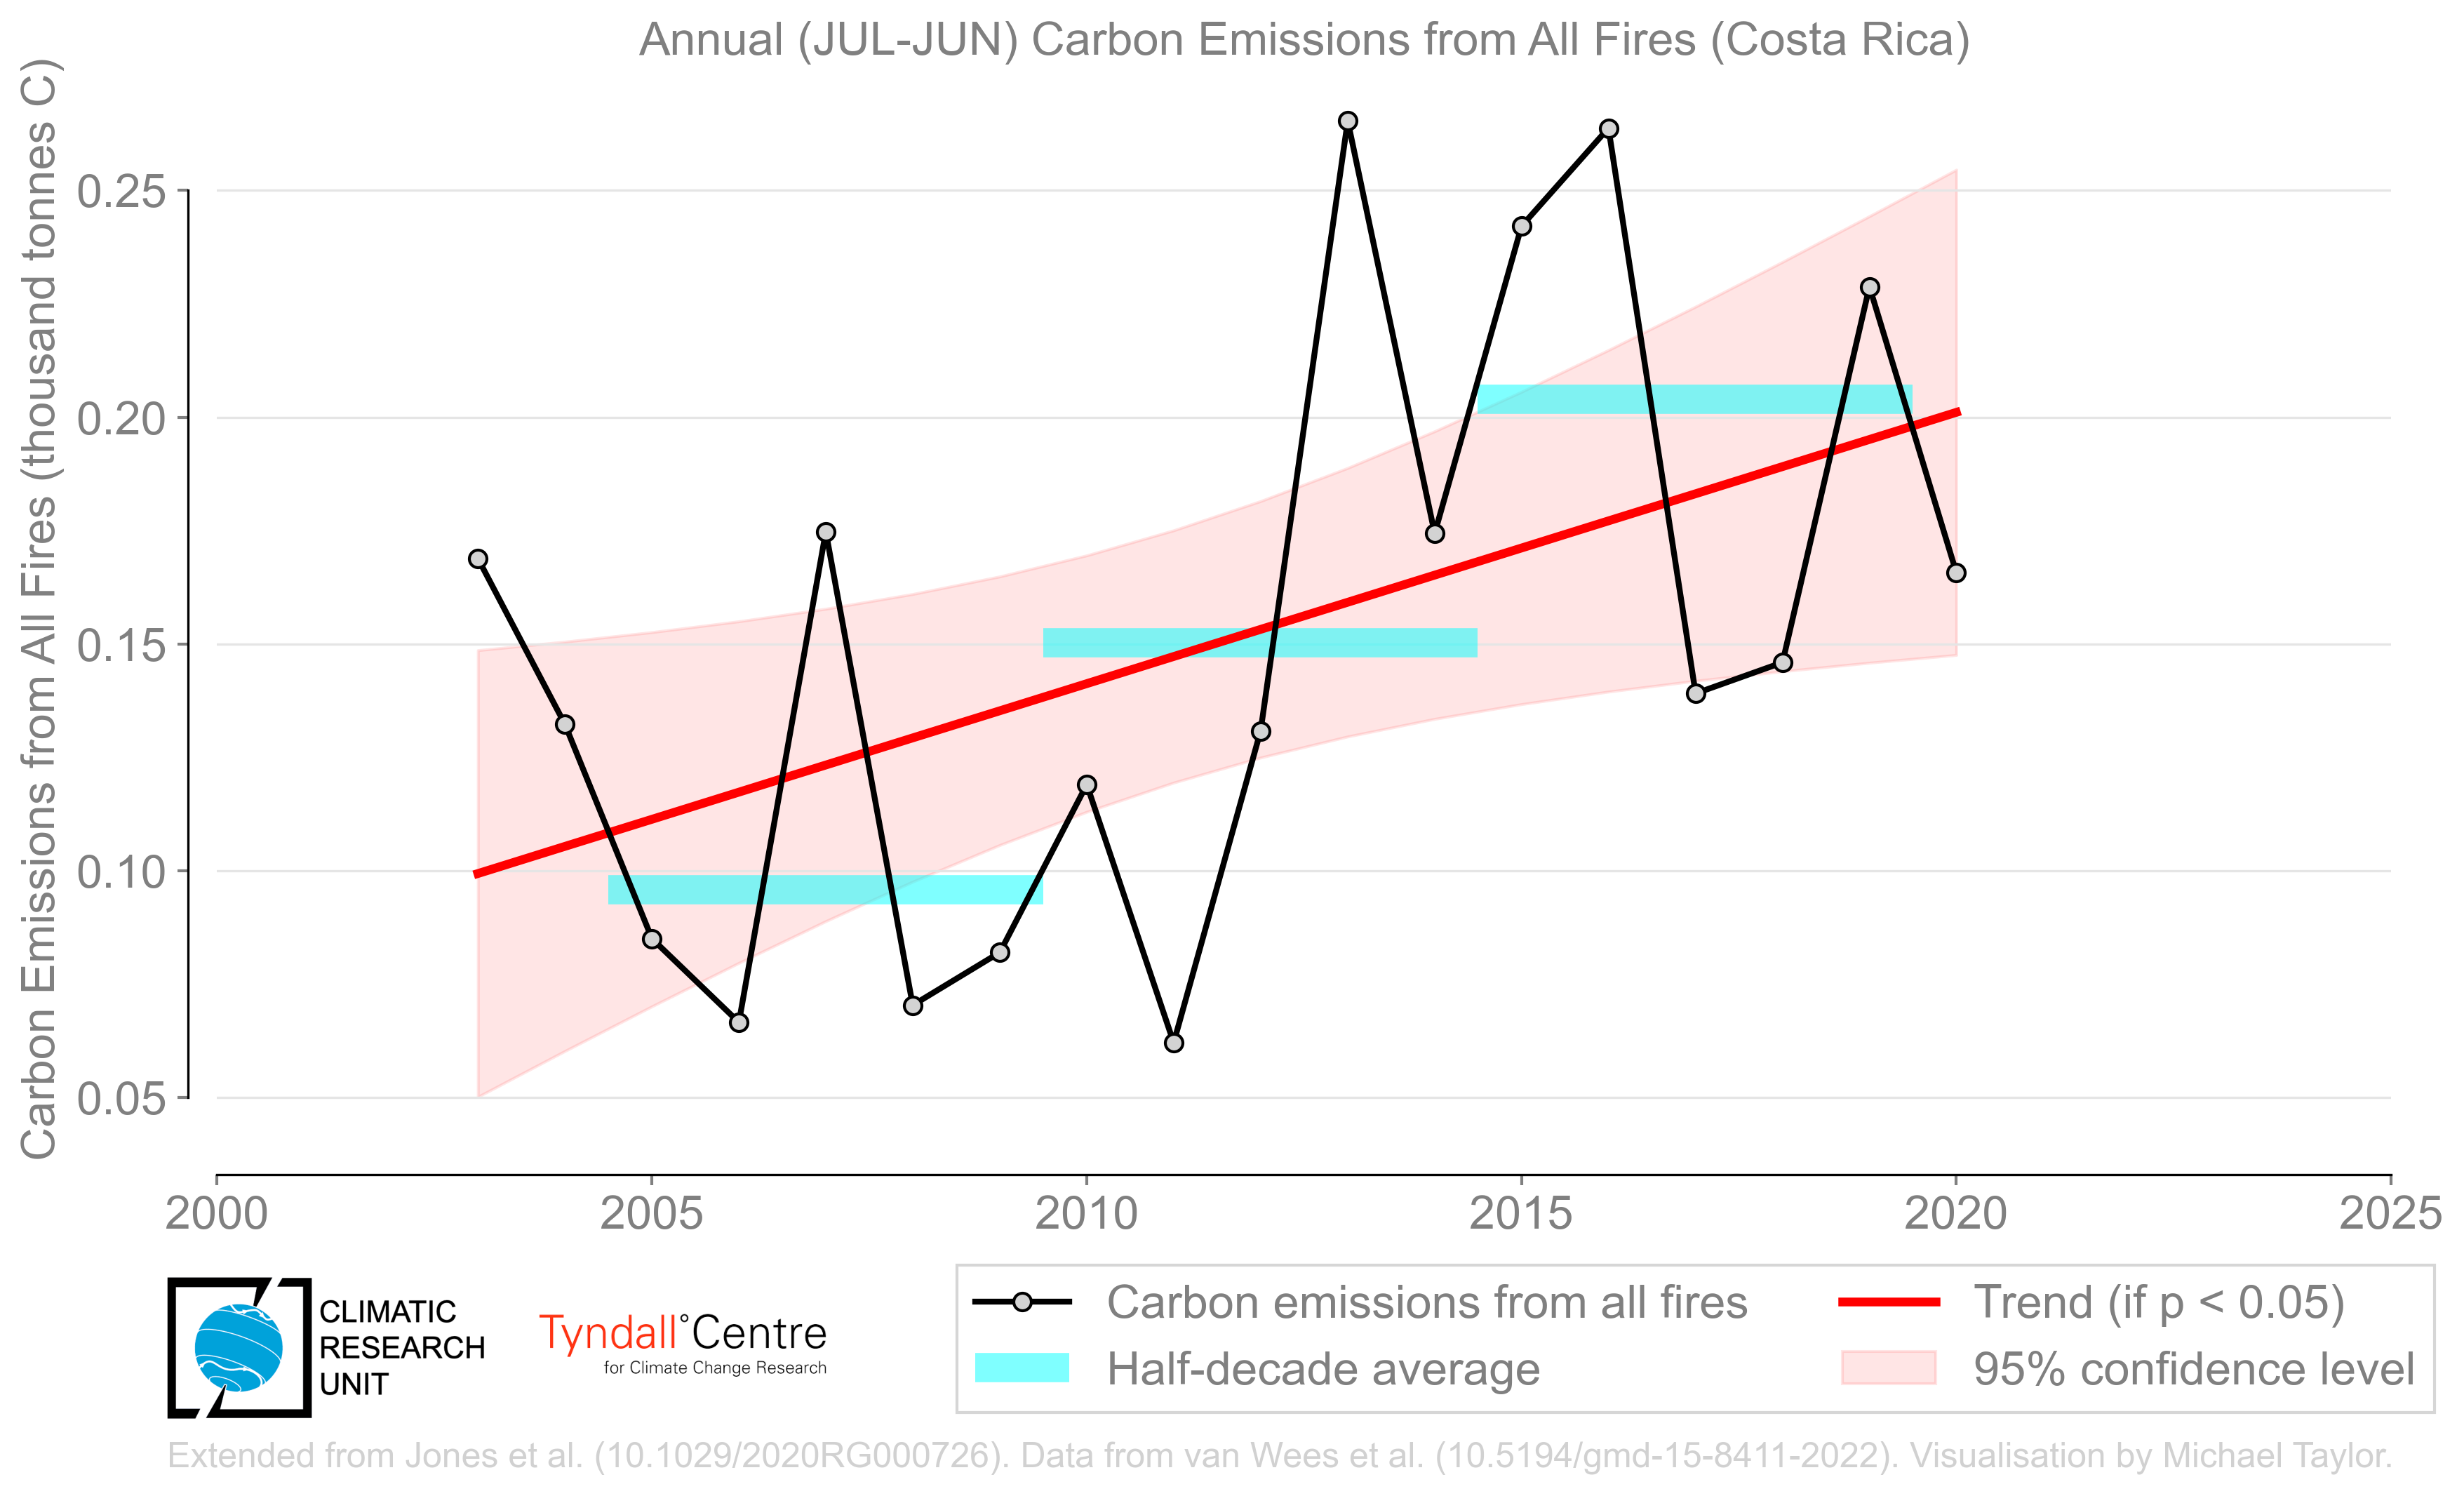 Annual (JUL-JUN) Carbon Emissions from All Fires (Costa Rica)
Carbon Emissions from All Fires (thousand tonnes C)
0.25
0.20
0.15
0.10
0.05
2000 2005 2010 2015 2020 2025
CLIMATIC
RESEARCH
UNIT
Tyndall°Centre
for Climate Change Research
Carbon emissions from all fires
Half-decade average
Trend (if p < 0.05)
95% confidence level
Extended from Jones et al. (10.1029/2020RG000726). Data from van Wees et al. (10.5194/gmd-15-8411-2022). Visualisation by Michael Taylor.